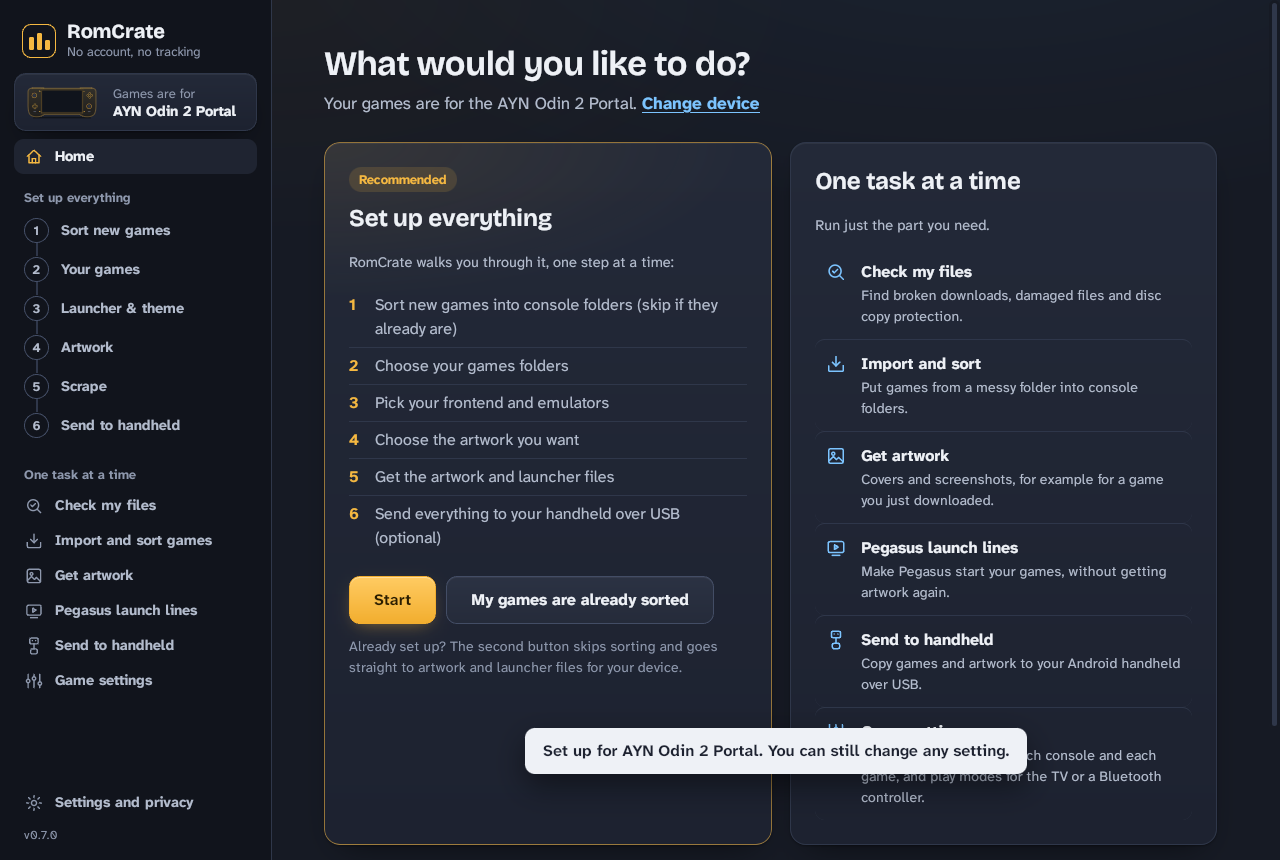 RomCrate
No account, no tracking
Games are for
AYN Odin 2 Portal
Home
Set up everything
1 Sort new games
2 Your games
3 Launcher & theme
4 Artwork
5 Scrape
6 Send to handheld
One task at a time
Check my files
Import and sort games
Get artwork
Pegasus launch lines
Send to handheld
Game settings
Settings and privacy
v0.7.0
What would you like to do?
Your games are for the AYN Odin 2 Portal. Change device
Recommended
Set up everything
RomCrate walks you through it, one step at a time:
1 Sort new games into console folders (skip if they
already are)
2 Choose your games folders
3 Pick your frontend and emulators
4 Choose the artwork you want
5 Get the artwork and launcher files
6 Send everything to your handheld over USB
(optional)
Start
My games are already sorted
Already set up? The second button skips sorting and goes
straight to artwork and launcher files for your device.
One task at a time
Run just the part you need.
Check my files
Find broken downloads, damaged files and disc
copy protection.
Import and sort
Put games from a messy folder into console
folders.
Get artwork
Covers and screenshots, for example for a game
you just downloaded.
Pegasus launch lines
Make Pegasus start your games, without getting
artwork again.
Send to handheld
Copy games and artwork to your Android handheld
over USB.
console and each
game, and play modes for the TV or a Bluetooth
controller.
Set up for AYN Odin 2 Portal. You can still change any setting.